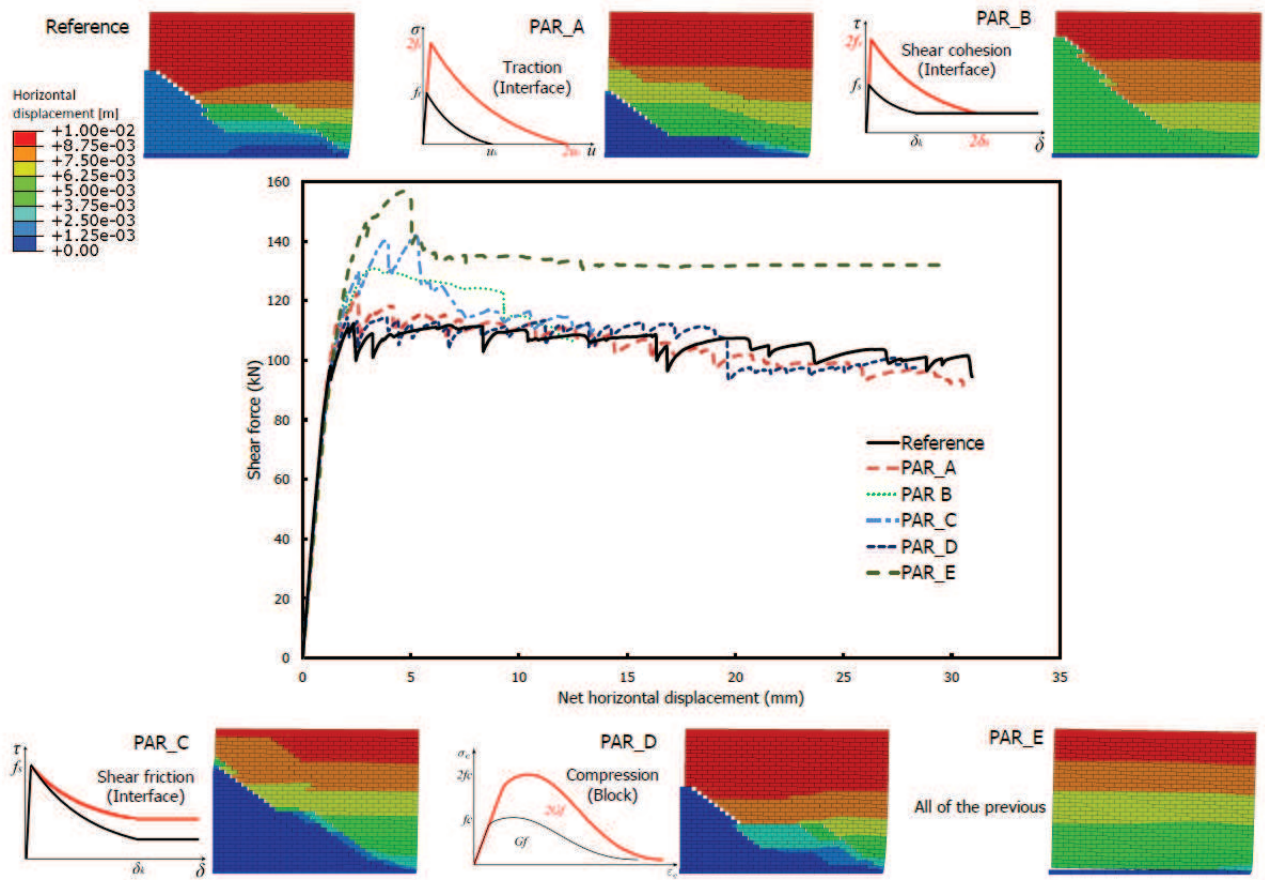 Reference
Horizontal
displacement [m]
+1.00e-02
+8.75e-03
+7.50e-03
+6.25e-03
+5.00e-03
+3.75e-03
+2.50e-03
+1.25e-03
+0.00
PAR_A
σ
2ft
ft
Traction
(Interface)
uk
2uk
u
PAR_B
τ
2fs
fs
Shear cohesion
(Interface)
δk
2δk
δ
160
140
120
100
80
60
40
20
0
Shear force (kN)
0 5 10 15 20 25 30 35
Net horizontal displacement (mm)
Reference
PAR_A
PAR B
PAR_C
PAR_D
PAR_E
PAR_C
τ
fs
Shear friction
(Interface)
δk
δ
PAR_D
σc
2fc
fc
Compression
(Block)
2Gf
Gf
εc
PAR_E
All of the previous